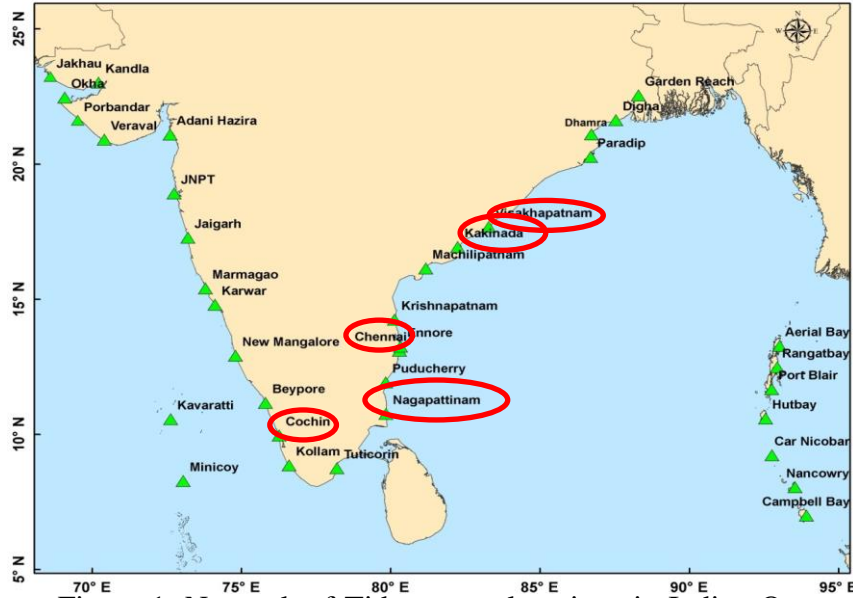 25° N
N
W E
S
Jakhau
Kandla
Okha
Porbandar
Veraval
Adani Hazira
Garden Reach
Digha
Dhamra
Paradip
20° N
JNPT
Jaigarh
Visakhapatnam
Kakinada
Machilipatnam
15° N
Marmagao
Karwar
Krishnapatnam
Chennai
Ennore
New Mangalore
Puducherry
Aerial Bay
Rangatbay
Port Blair
Beypore
Nagapattinam
Kavaratti
Cochin
Hutbay
10° N
Kollam
Tuticorin
Minicoy
Car Nicobar
Nancowry
Campbell Bay
5° N
70° E
75° E
80° E
85° E
90° E
95° E